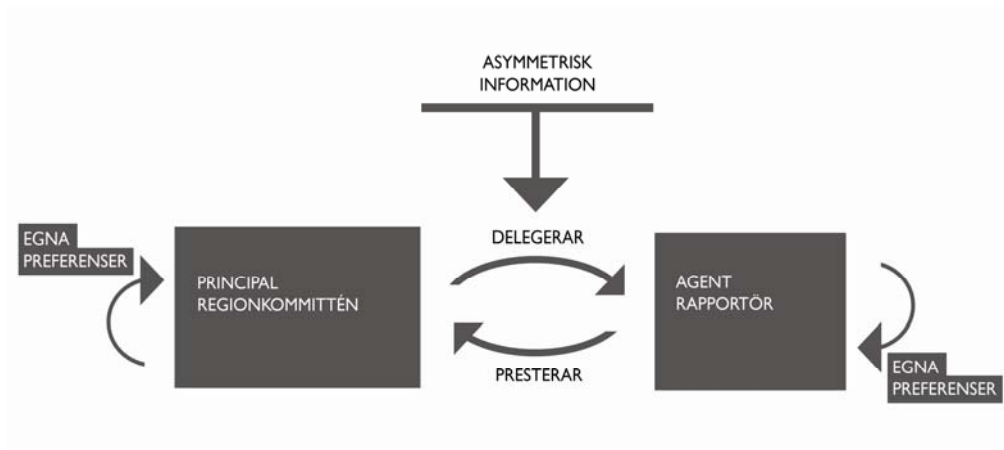 ASYMMETRISK
INFORMATION
EGNA
PREFERENSER
PRINCIPAL
REGIONKOMMITTÉN
DELEGERAR
PRESTERAR
AGENT
RAPPORTÖR
EGNA
PREFERENSER